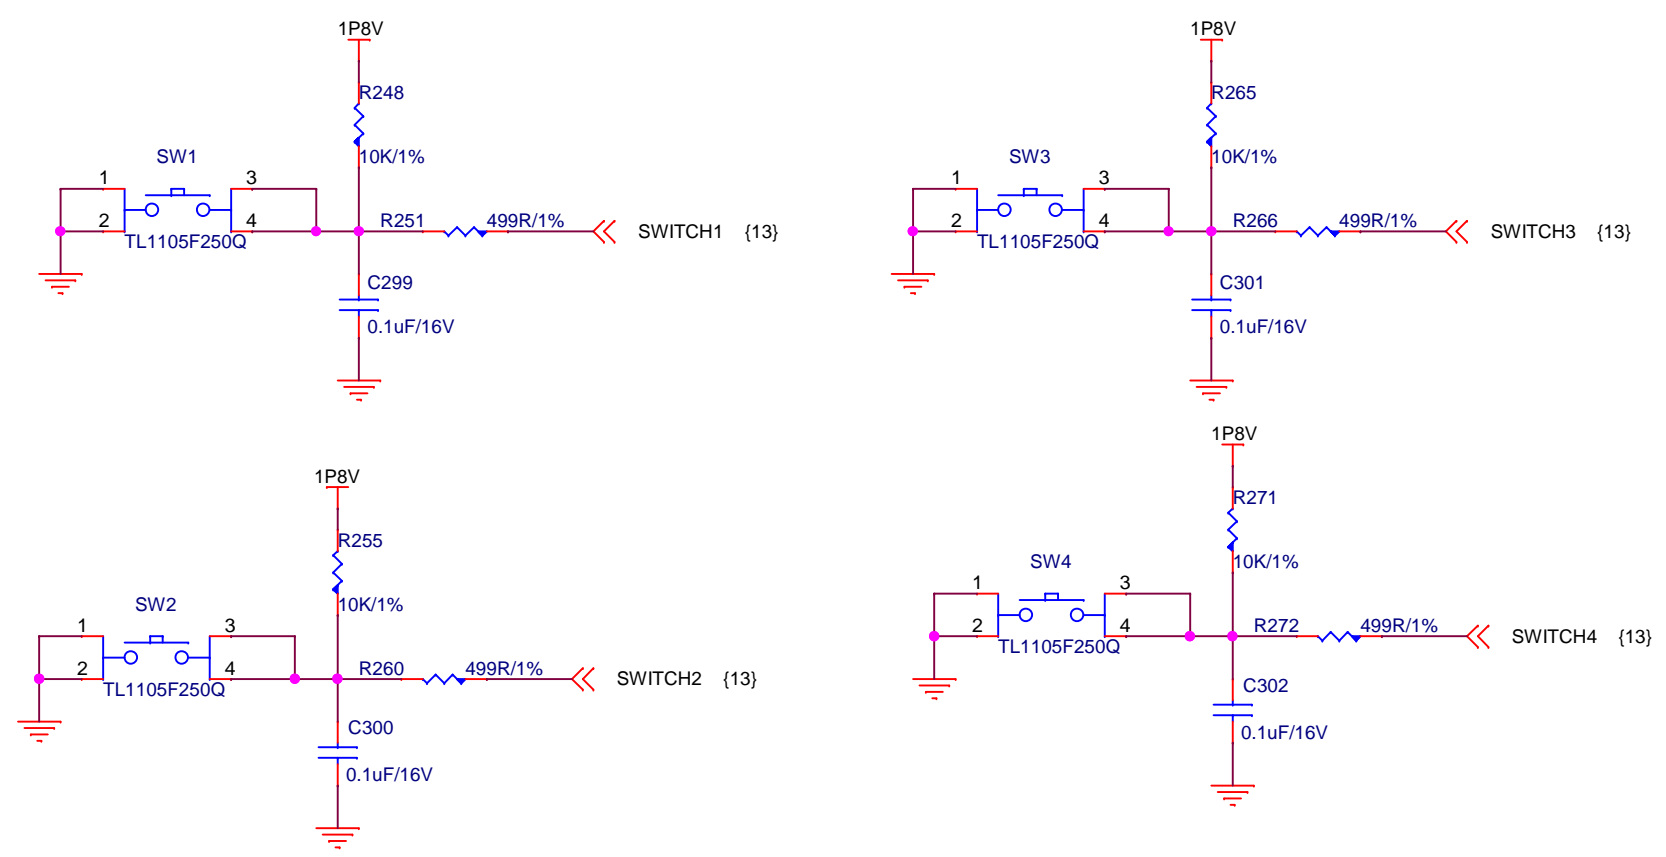 1P8V
R248
10K/1%
SW1
1
2
3
4
TL1105F250Q
R251
499R/1%
SWITCH1 {13}
C299
0.1uF/16V
1P8V
R265
10K/1%
SW3
1
2
3
4
TL1105F250Q
R266
499R/1%
SWITCH3 {13}
C301
0.1uF/16V
1P8V
R255
10K/1%
SW2
1
2
3
4
TL1105F250Q
R260
499R/1%
SWITCH2 {13}
C300
0.1uF/16V
1P8V
R271
10K/1%
SW4
1
2
3
4
TL1105F250Q
R272
499R/1%
SWITCH4 {13}
C302
0.1uF/16V